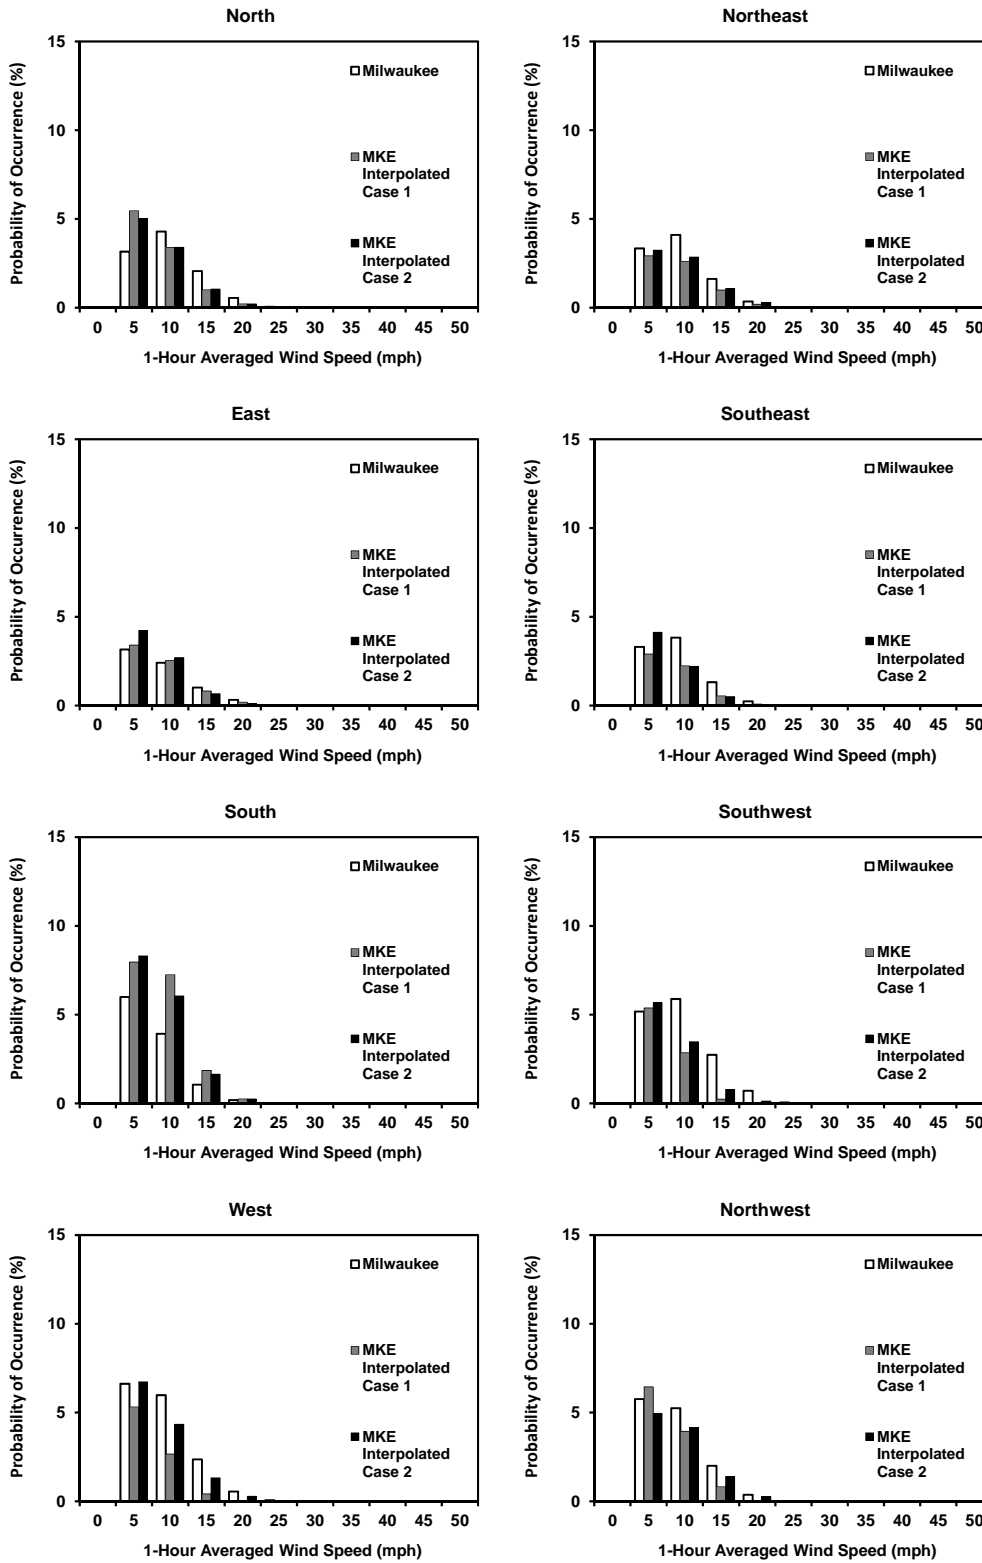 North
Probability of Occurrence (%)
15
10
5
0
Milwaukee
MKE
Interpolated
Case 1
MKE
Interpolated
Case 2
0 5 10 15 20 25 30 35 40 45 50
1-Hour Averaged Wind Speed (mph)
Northeast
Probability of Occurrence (%)
15
10
5
0
Milwaukee
MKE
Interpolated
Case 1
MKE
Interpolated
Case 2
0 5 10 15 20 25 30 35 40 45 50
1-Hour Averaged Wind Speed (mph)
East
Probability of Occurrence (%)
15
10
5
0
Milwaukee
MKE
Interpolated
Case 1
MKE
Interpolated
Case 2
0 5 10 15 20 25 30 35 40 45 50
1-Hour Averaged Wind Speed (mph)
Southeast
Probability of Occurrence (%)
15
10
5
0
Milwaukee
MKE
Interpolated
Case 1
MKE
Interpolated
Case 2
0 5 10 15 20 25 30 35 40 45 50
1-Hour Averaged Wind Speed (mph)
South
Probability of Occurrence (%)
15
10
5
0
Milwaukee
MKE
Interpolated
Case 1
MKE
Interpolated
Case 2
0 5 10 15 20 25 30 35 40 45 50
1-Hour Averaged Wind Speed (mph)
Southwest
Probability of Occurrence (%)
15
10
5
0
Milwaukee
MKE
Interpolated
Case 1
MKE
Interpolated
Case 2
0 5 10 15 20 25 30 35 40 45 50
1-Hour Averaged Wind Speed (mph)
West
Probability of Occurrence (%)
15
10
5
0
Milwaukee
MKE
Interpolated
Case 1
MKE
Interpolated
Case 2
0 5 10 15 20 25 30 35 40 45 50
1-Hour Averaged Wind Speed (mph)
Northwest
Probability of Occurrence (%)
15
10
5
0
Milwaukee
MKE
Interpolated
Case 1
MKE
Interpolated
Case 2
0 5 10 15 20 25 30 35 40 45 50
1-Hour Averaged Wind Speed (mph)